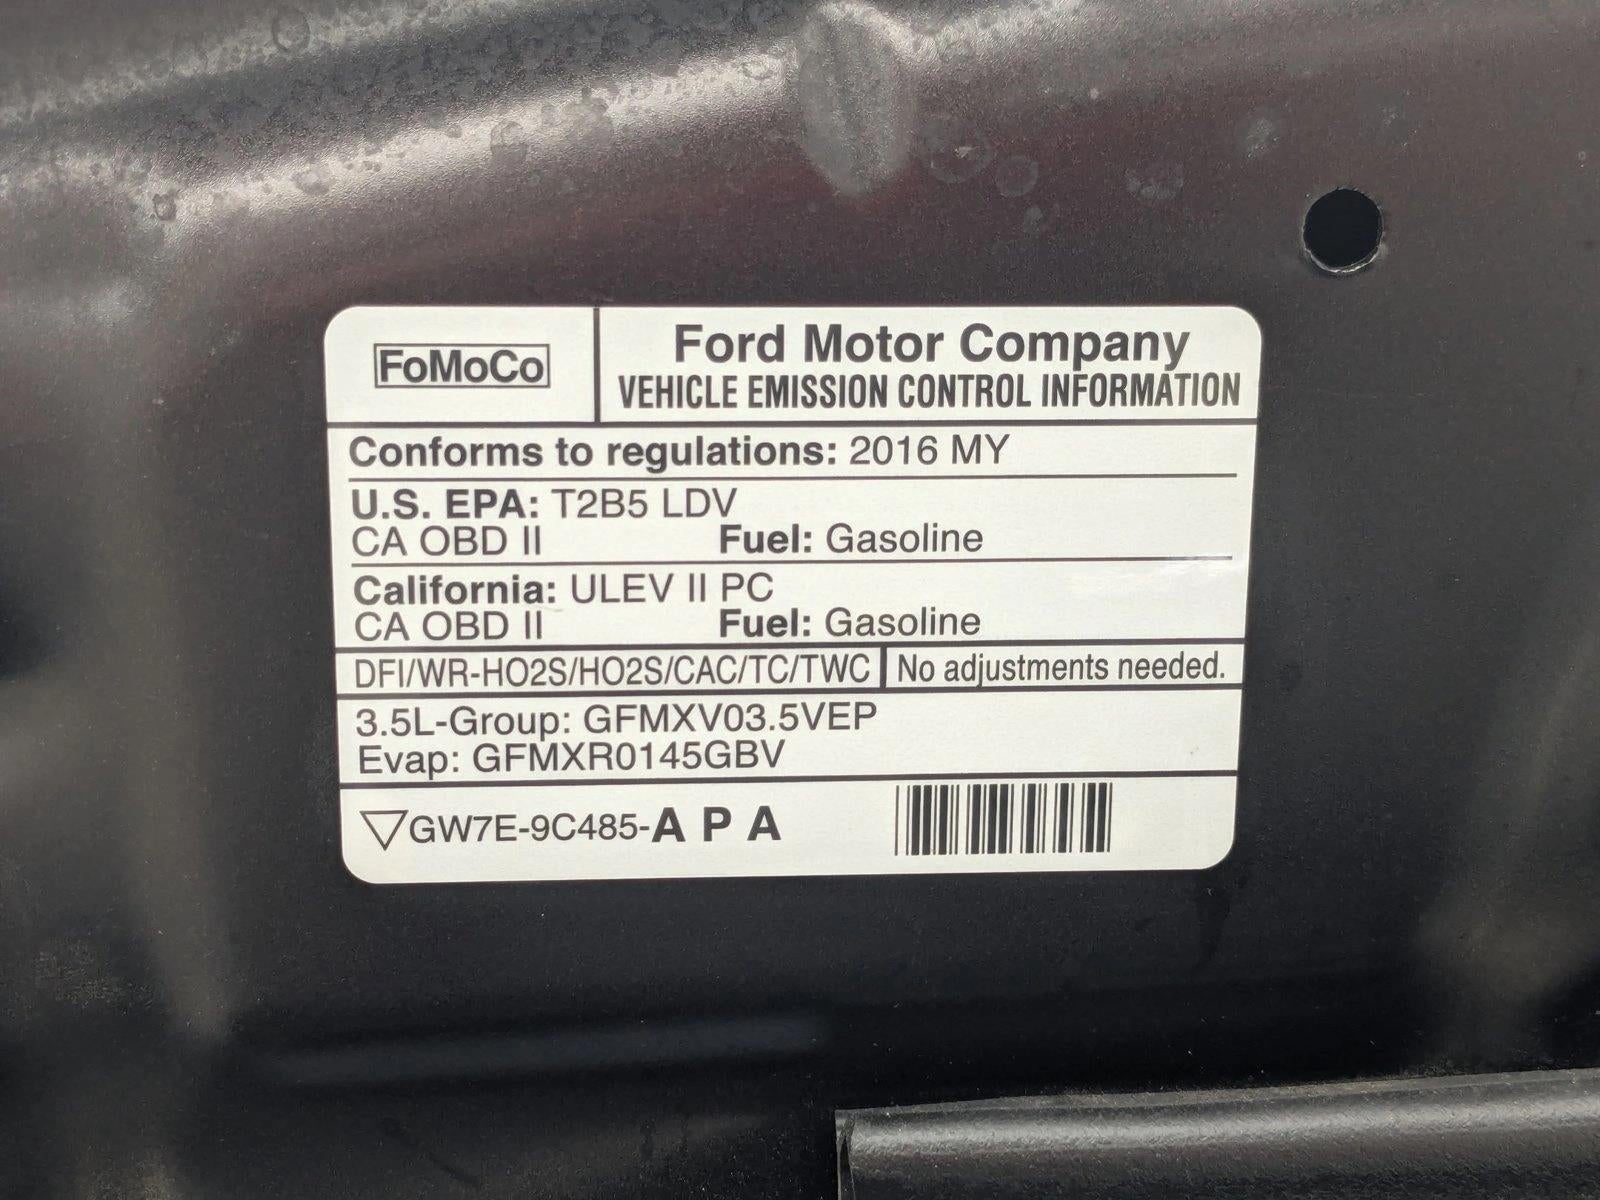 FoMoCo
Ford Motor Company
VEHICLE EMISSION CONTROL INFORMATION
Conforms to regulations: 2016 MY
U.S. EPA: T2B5 LDV
CA OBD II Fuel: Gasoline
California: ULEV II PC
CA OBD II Fuel: Gasoline
DFI/WR-HO2S/HO2S/CAC/TC/TWC No adjustments needed.
3.5L-Group: GFMXV03.5VEP
Evap: GFMXR0145GBV
GW7E-9C485-A P A